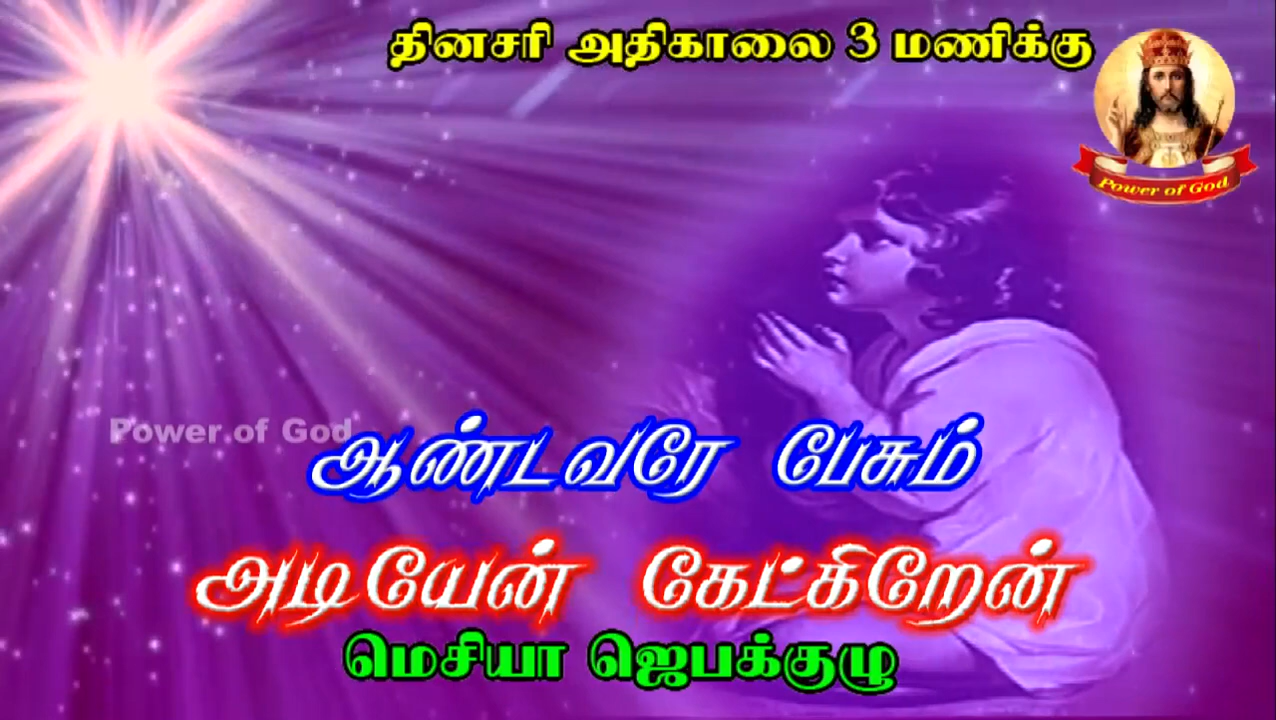 தினசரி அதிகாலை 3 மணிக்கு
Power of God
Power of God
ஆண்டவரே பேசும்
அடியேன் கேட்கிறேன்
மெசியா ஜெபக்குழு